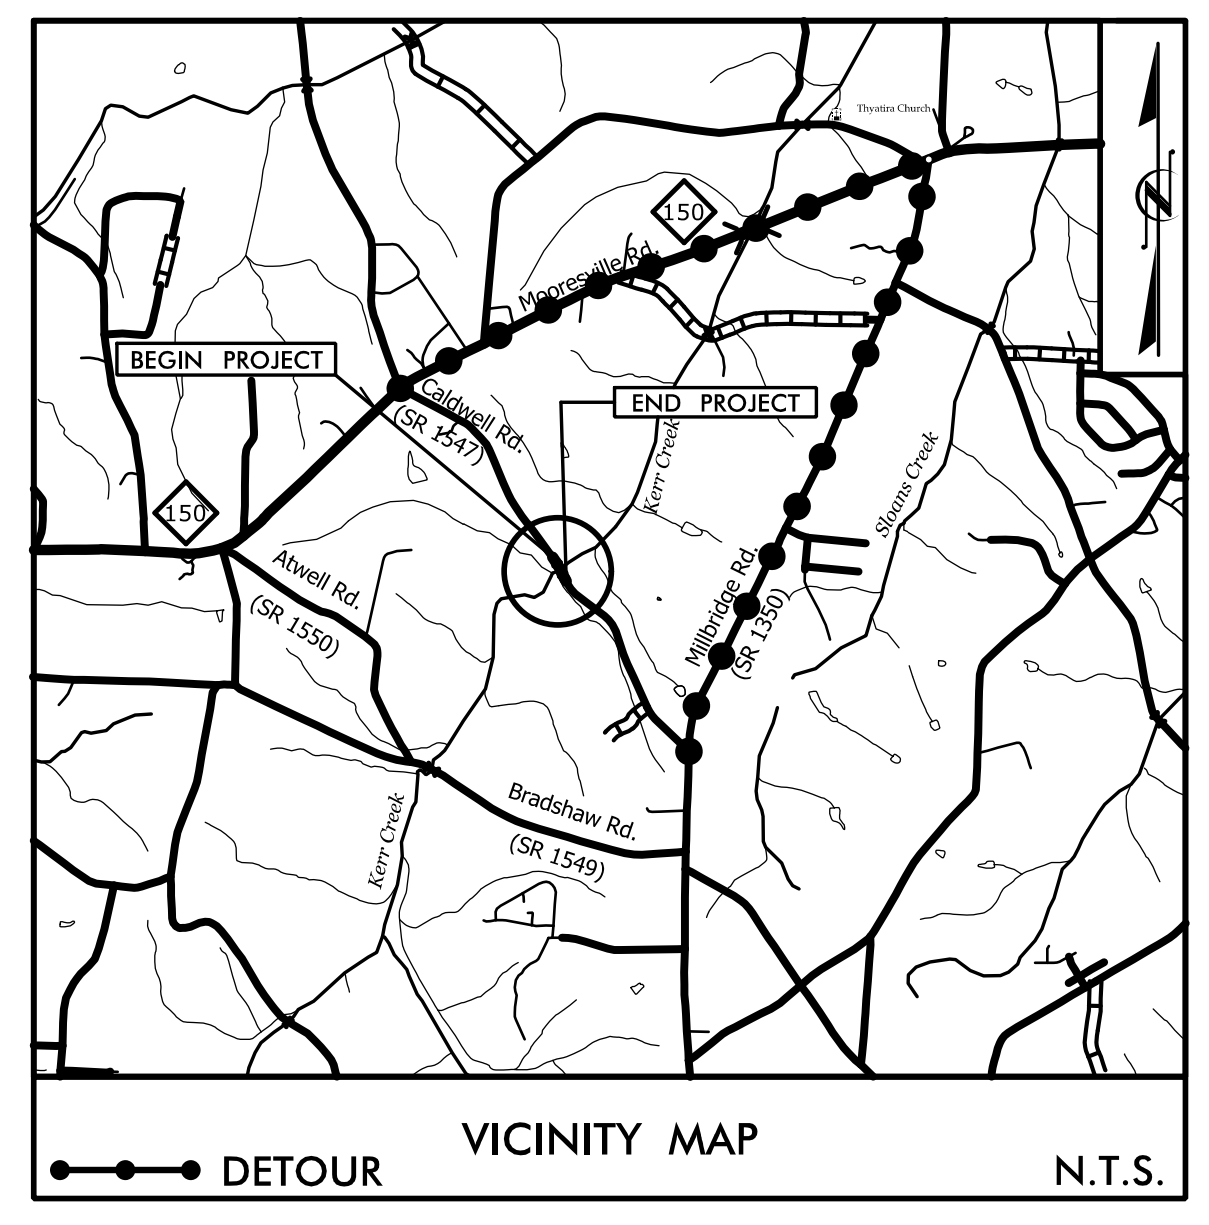 Thyatira Church
150
Mooresville Rd.
BEGIN PROJECT
Caldwell Rd.
(SR 1547)
END PROJECT
Kerr Creek
Sloans Creek
150
Atwell Rd.
(SR 1550)
Millbridge Rd.
(SR 1350)
Bradshaw Rd.
(SR 1549)
Kerr Creek
VICINITY MAP
DETOUR
N.T.S.